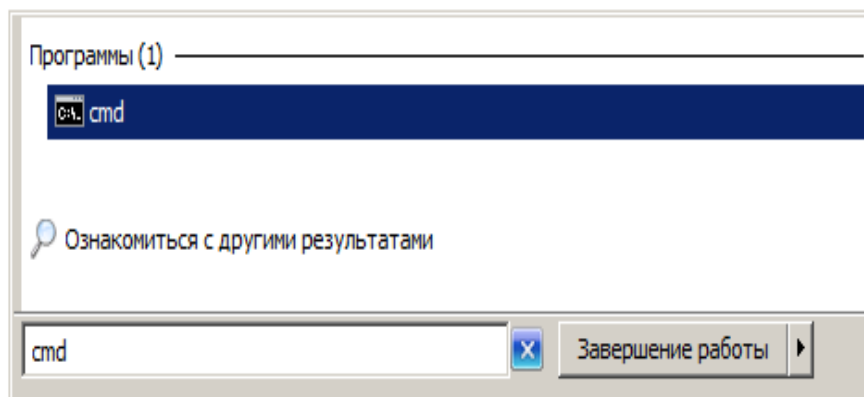 Программы (1)
C:\. cmd
Ознакомиться с другими результатами
cmd
Завершение работы